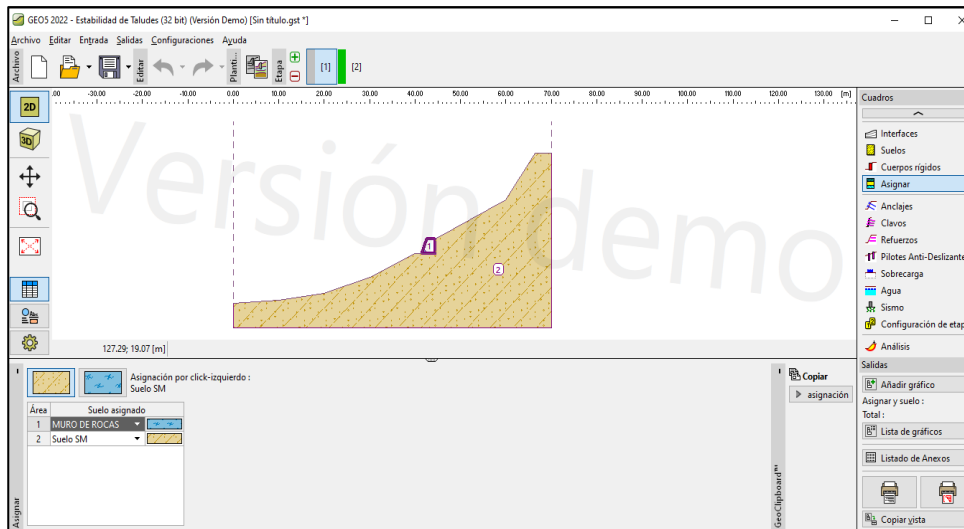 GEO5 2022 - Estabilidad de Taludes (32 bit) (Versión Demo) [Sin título.gst *]
Archivo Editar Entrada Salidas Configuraciones Ayuda
Archivo
Editar
Planti...
Etapa
[1]
[2]
2D
3D
.00 -30.00 -20.00 -10.00 0.00 10.00 20.00 30.00 40.00 50.00 60.00 70.00 80.00 90.00 100.00 110.00 120.00 130.00 [m]
Versión demo
1
2
127.29; 19.07 [m]
Cuadros
Interfaces
Suelos
Cuerpos rígidos
Asignar
Anclajes
Clavos
Refuerzos
Pilotes Anti-Deslizante
Sobrecarga
Agua
Sismo
Configuración de etap
Análisis
Salidas
Añadir gráfico
Asignar y suelo :
Total :
Lista de gráficos
Listado de Anexos
Copiar vista
Asignación por click-izquierdo :
Suelo SM
Área Suelo asignado
1 MURO DE ROCAS
2 Suelo SM
Asignar
GeoClipboard™
Copiar
asignación